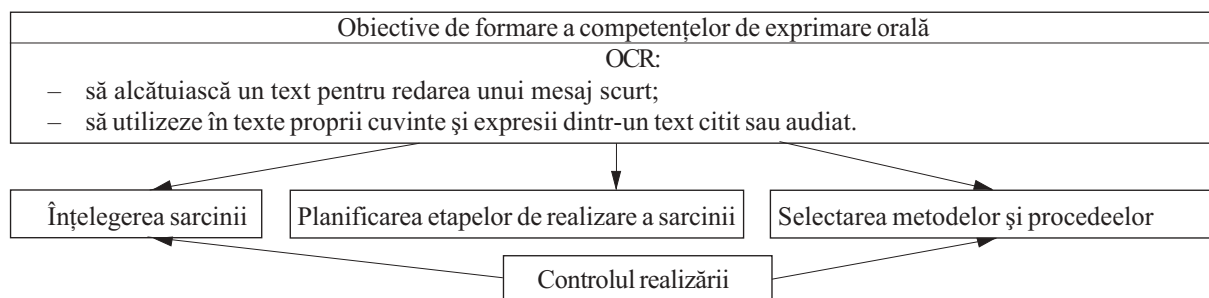 Obiective de formare a competențelor de exprimare orală
OCR:
– să alcătuiască un text pentru redarea unui mesaj scurt;
– să utilizeze în texte proprii cuvinte şi expresii dintr-un text citit sau audiat.
Înțelegerea sarcinii
Planificarea etapelor de realizare a sarcinii
Selectarea metodelor şi procedeelor
Controlul realizării